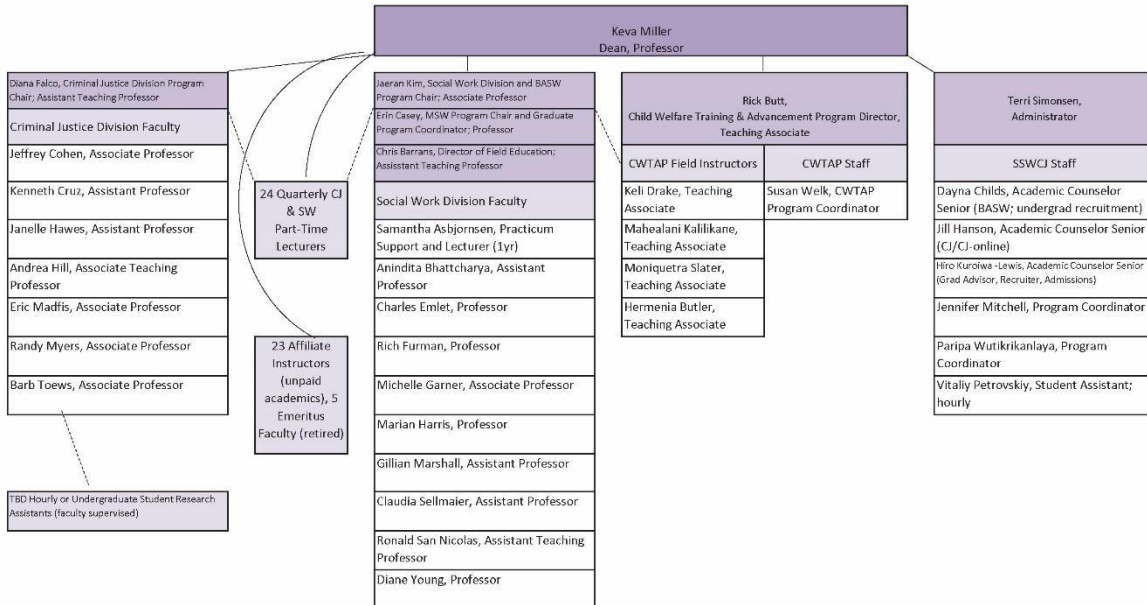 Keva Miller
Dean, Professor
Diana Falco, Criminal Justice Division Program
Chair; Assistant Teaching Professor
Criminal Justice Division Faculty
Jeffrey Cohen, Associate Professor
Kenneth Cruz, Assistant Professor
Janelle Hawes, Assistant Professor
Andrea Hill, Associate Teaching
Professor
Eric Madfis, Associate Professor
Randy Myers, Associate Professor
Barb Toews, Associate Professor
TBD Hourly or Undergraduate Student Research
Assistants (faculty supervised)
24 Quarterly CJ
& SW
Part-Time
Lecturers
23 Affiliate
Instructors
(unpaid
academics), 5
Emeritus
Faculty (retired)
Jaeran Kim, Social Work Division and BASW
Program Chair; Associate Professor
Erin Casey, MSW Program Chair and Graduate
Program Coordinator; Professor
Chris Barrans, Director of Field Education;
Asssistant Teaching Professor
Social Work Division Faculty
Samantha Asbjornsen, Practicum
Support and Lecturer (1yr)
Anindita Bhattcharya, Assistant
Professor
Charles Emlet, Professor
Rich Furman, Professor
Michelle Garner, Associate Professor
Marian Harris, Professor
Gillian Marshall, Assistant Professor
Claudia Sellmaier, Assistant Professor
Ronald San Nicolas, Assistant Teaching
Professor
Diane Young, Professor
Rick Butt,
Child Welfare Training & Advancement Program Director,
Teaching Associate
CWTAP Field Instructors
Keli Drake, Teaching
Associate
Mahealani Kalilikane,
Teaching Associate
Moniquetra Slater,
Teaching Associate
Hermenia Butler,
Teaching Associate
CWTAP Staff
Susan Welk, CWTAP
Program Coordinator
Terri Simonsen,
Administrator
SSWCJ Staff
Dayna Childs, Academic Counselor
Senior (BASW; undergrad recruitment)
Jill Hanson, Academic Counselor Senior
(CJ/CJ-online)
Hiro Kuroiwa -Lewis, Academic Counselor Senior
(Grad Advisor, Recruiter, Admissions)
Jennifer Mitchell, Program Coordinator
Paripa Wutikrikanlaya, Program
Coordinator
Vitaliy Petrovskiy, Student Assistant;
hourly